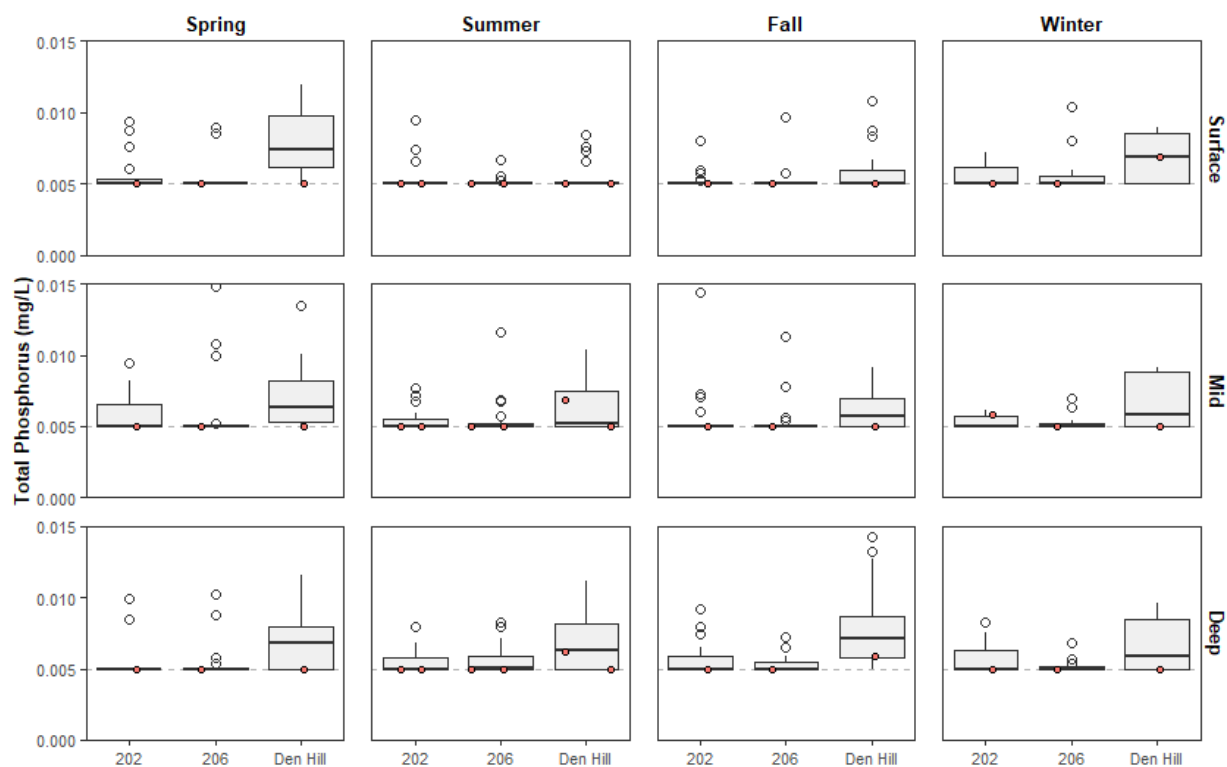 Spring Summer Fall Winter
Total Phosphorus (mg/L)
0.015
0.010
0.005
0.000
Surface
0.015
0.010
0.005
0.000
Mid
0.015
0.010
0.005
0.000
Deep
202 206 Den Hill 202 206 Den Hill 202 206 Den Hill 202 206 Den Hill